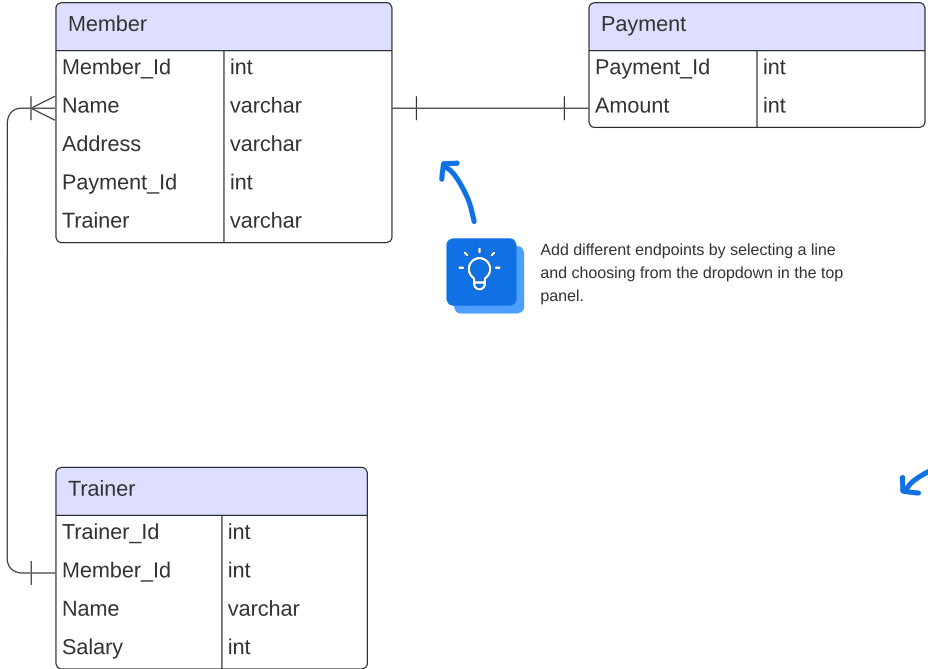 Member
Member_Id int
Name varchar
Address varchar
Payment_Id int
Trainer varchar
Payment
Payment_Id int
Amount int
Add different endpoints by selecting a line
and choosing from the dropdown in the top
panel.
Trainer
Trainer_Id int
Member_Id int
Name varchar
Salary int